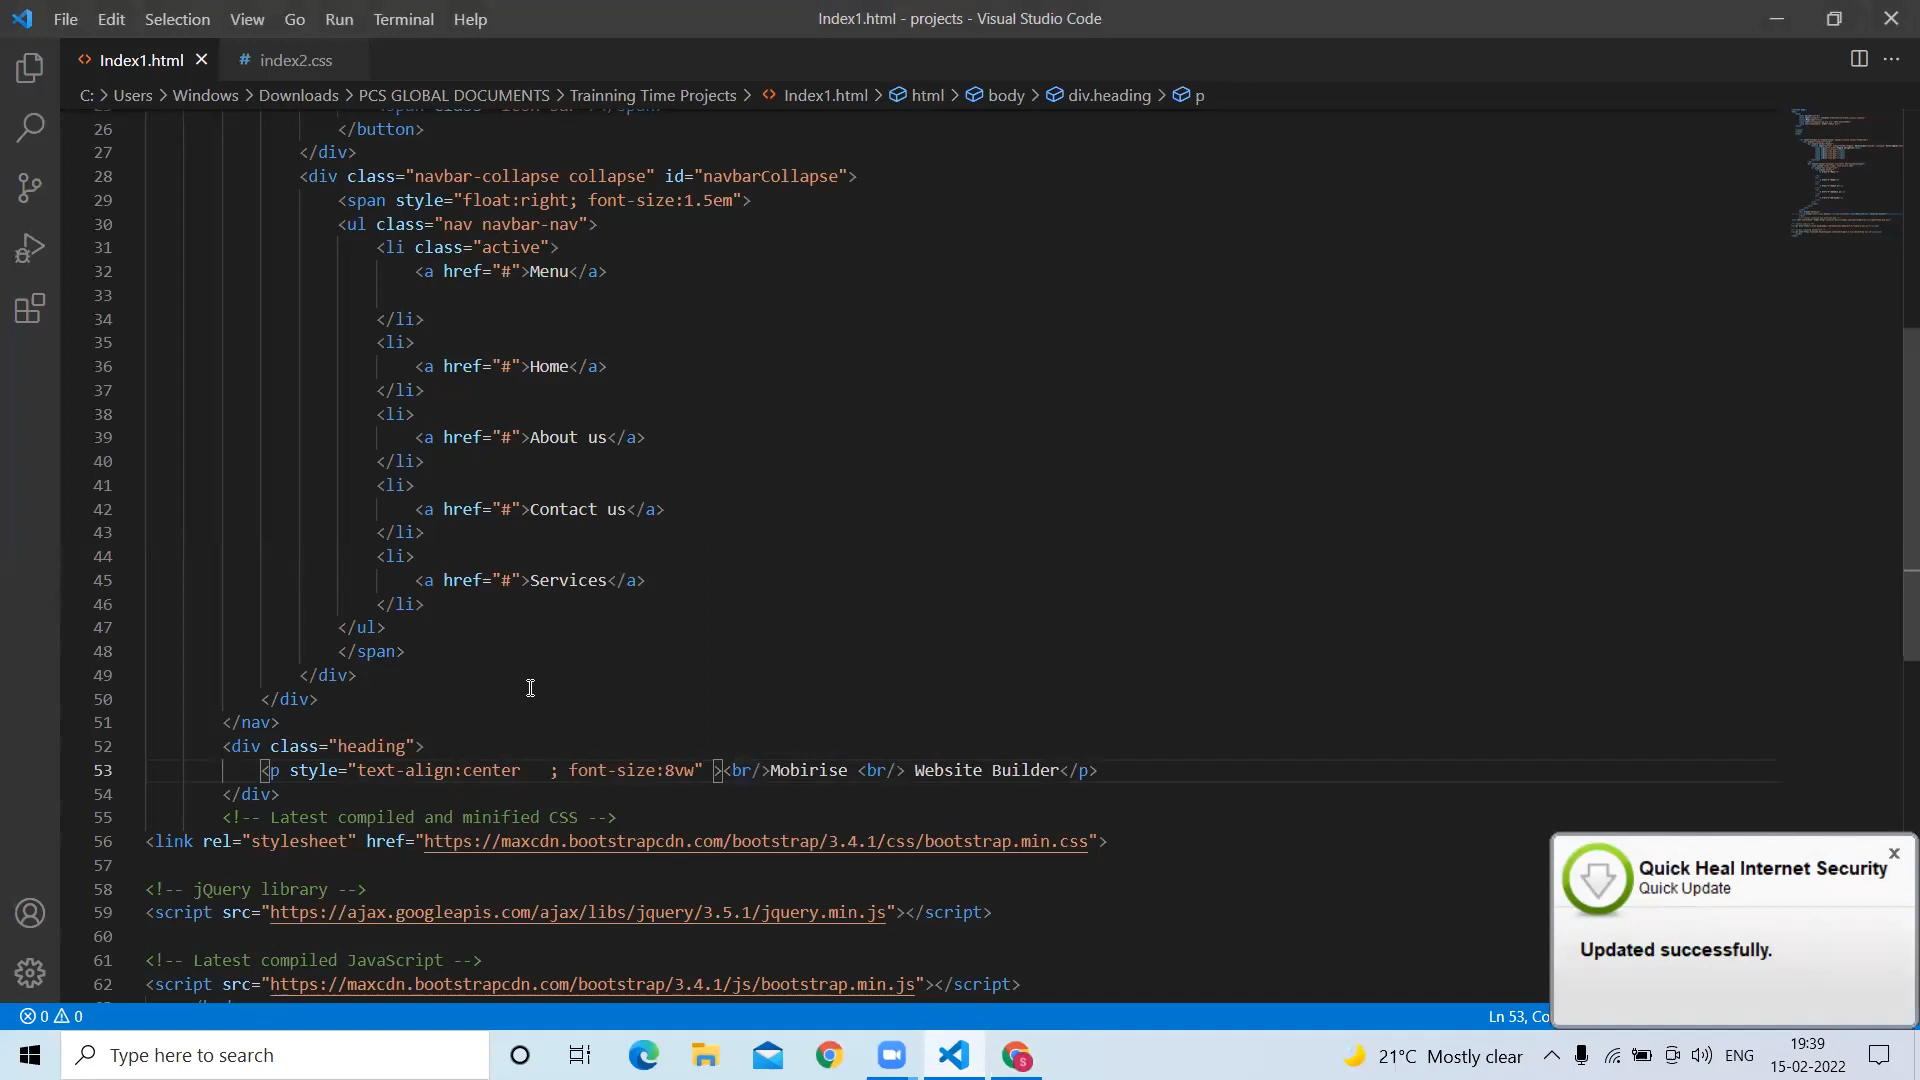 File Edit Selection View Go Run Terminal Help
Index1.html - projects - Visual Studio Code
<> Index1.html
# index2.css
C: > Users > Windows > Downloads > PCS GLOBAL DOCUMENTS > Trainning Time Projects > <> Index1.html > html > body > div.heading > p
26 </button>
27 </div>
28 <div class="navbar-collapse collapse" id="navbarCollapse">
29 <span style="float:right; font-size:1.5em">
30 <ul class="nav navbar-nav">
31 <li class="active">
32 <a href="#">Menu</a>
33
34 </li>
35 <li>
36 <a href="#">Home</a>
37 </li>
38 <li>
39 <a href="#">About us</a>
40 </li>
41 <li>
42 <a href="#">Contact us</a>
43 </li>
44 <li>
45 <a href="#">Services</a>
46 </li>
47 </ul>
48 </span>
49 </div>
50 </div>
51 </nav>
52 <div class="heading">
53 <p style="text-align:center   ; font-size:8vw" ><br/>Mobirise <br/> Website Builder</p>
54 </div>
55 <!-- Latest compiled and minified CSS -->
56 <link rel="stylesheet" href="https://maxcdn.bootstrapcdn.com/bootstrap/3.4.1/css/bootstrap.min.css">
57
58 <!-- jQuery library -->
59 <script src="https://ajax.googleapis.com/ajax/libs/jquery/3.5.1/jquery.min.js"></script>
60
61 <!-- Latest compiled JavaScript -->
62 <script src="https://maxcdn.bootstrapcdn.com/bootstrap/3.4.1/js/bootstrap.min.js"></script>
Quick Heal Internet Security
Quick Update
Updated successfully.
0 0
Ln 53, Co
Type here to search
21°C Mostly clear
ENG
19:39
15-02-2022